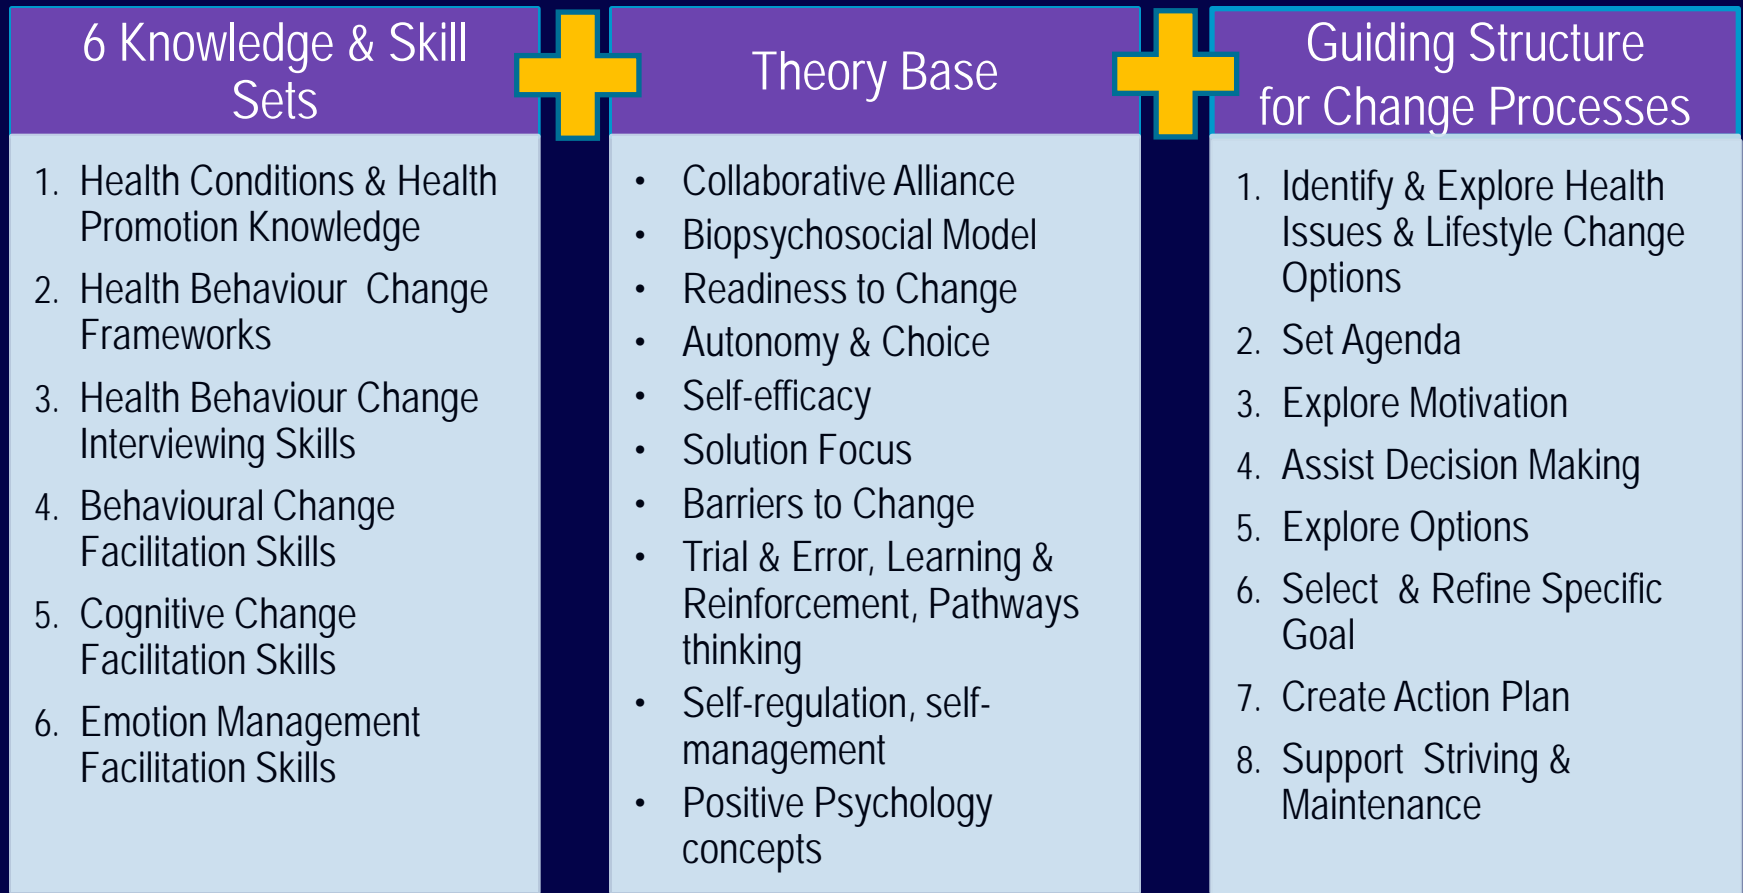 6 Knowledge & Skill
Sets
1. Health Conditions & Health
Promotion Knowledge
2. Health Behaviour Change
Frameworks
3. Health Behaviour Change
Interviewing Skills
4. Behavioural Change
Facilitation Skills
5. Cognitive Change
Facilitation Skills
6. Emotion Management
Facilitation Skills
Theory Base
• Collaborative Alliance
• Biopsychosocial Model
• Readiness to Change
• Autonomy & Choice
• Self-efficacy
• Solution Focus
• Barriers to Change
• Trial & Error, Learning &
Reinforcement, Pathways
thinking
• Self-regulation, self-
management
• Positive Psychology
concepts
Guiding Structure
for Change Processes
1. Identify & Explore Health
Issues & Lifestyle Change
Options
2. Set Agenda
3. Explore Motivation
4. Assist Decision Making
5. Explore Options
6. Select & Refine Specific
Goal
7. Create Action Plan
8. Support Striving &
Maintenance